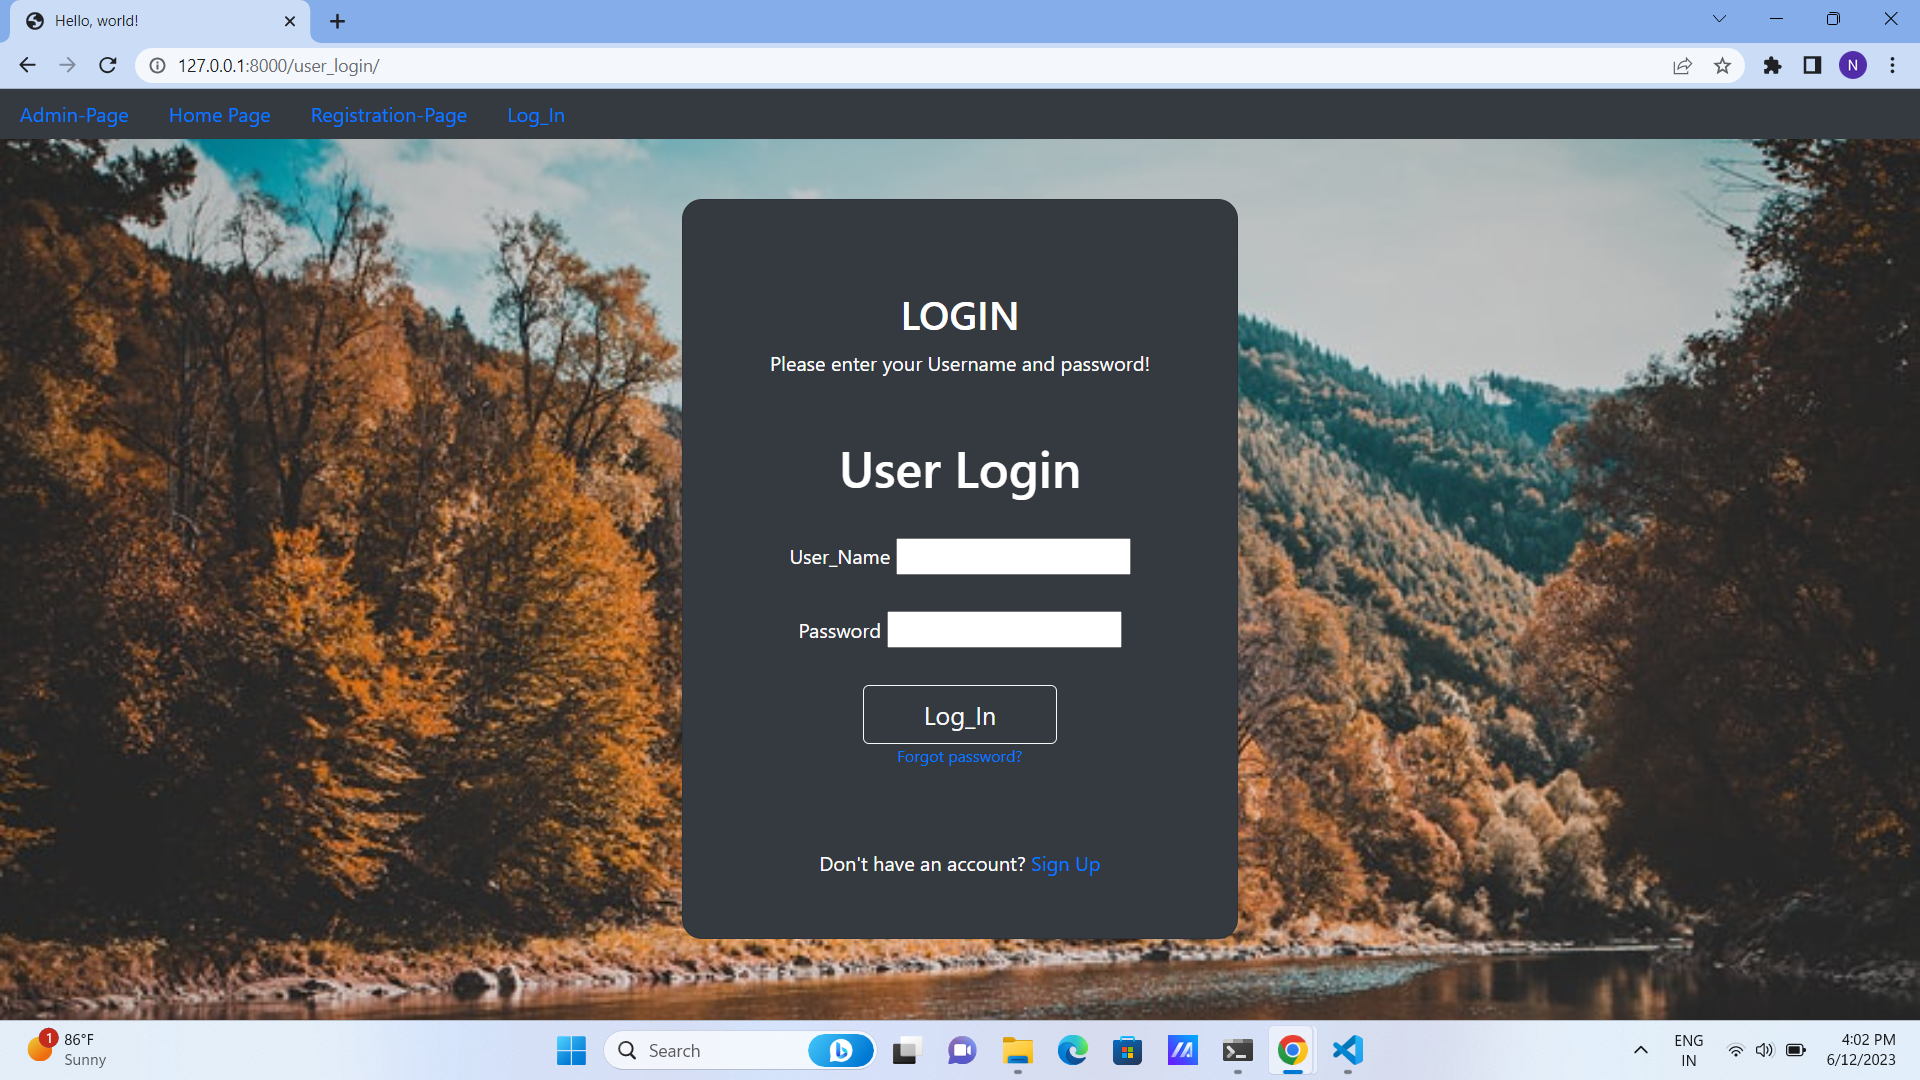 Hello, world!
127.0.0.1:8000/user_login/
N
Admin-Page Home Page Registration-Page Log_In
LOGIN
Please enter your Username and password!
User Login
User_Name
Password
Log_In
Forgot password?
Don't have an account? Sign Up
1
86°F
Sunny
Search
ENG
IN
4:02 PM
6/12/2023